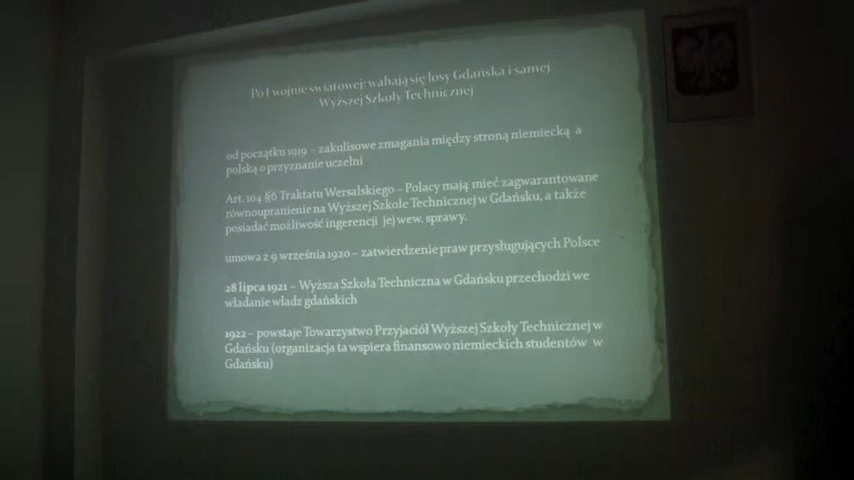 Po I wojnie światowej: wahają się losy Gdańska i samej
Wyższej Szkoły Technicznej
od początku 1919 – zakulisowe zmagania między stroną niemiecką a
polską o przyznanie uczelni
Art. 104 §6 Traktatu Wersalskiego – Polacy mają mieć zagwarantowane
równoupranienie na Wyższej Szkole Technicznej w Gdańsku, a także
posiadać możliwość ingerencji jej wew. sprawy.
umowa z 9 września 1920 – zatwierdzenie praw przysługujących Polsce
28 lipca 1921 – Wyższa Szkoła Techniczna w Gdańsku przechodzi we
władanie władz gdańskich
1922 – powstaje Towarzystwo Przyjaciół Wyższej Szkoły Technicznej w
Gdańsku (organizacja ta wspiera finansowo niemieckich studentów w
Gdańsku)